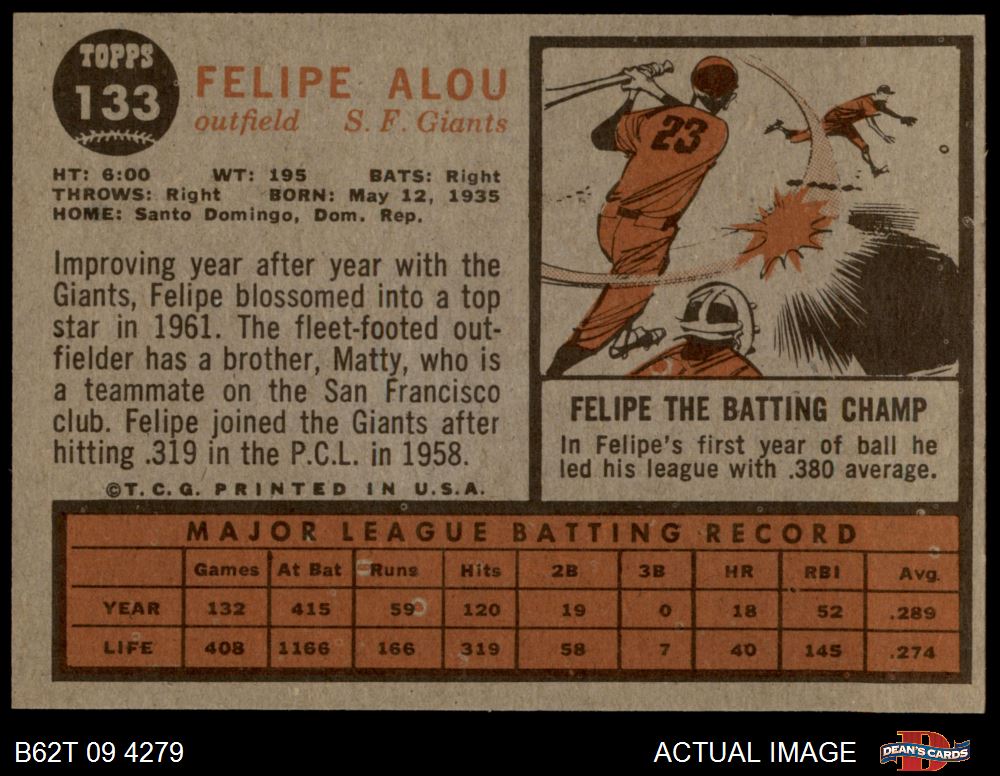 TOPPS
133
FELIPE ALOU
outfield S. F. Giants
HT: 6:00 WT: 195 BATS: Right
THROWS: Right BORN: May 12, 1935
HOME: Santo Domingo, Dom. Rep.
Improving year after year with the
Giants, Felipe blossomed into a top
star in 1961. The fleet-footed out-
fielder has a brother, Matty, who is
a teammate on the San Francisco
club. Felipe joined the Giants after
hitting .319 in the P.C.L. in 1958.
©T. C. G. PRINTED IN U.S.A.
23
FELIPE THE BATTING CHAMP
In Felipe's first year of ball he
led his league with .380 average.
MAJOR LEAGUE BATTING RECORD
Games At Bat Runs Hits 2B 3B HR RBI Avg.
YEAR 132 415 59 120 19 0 18 52 .289
LIFE 408 1166 166 319 58 7 40 145 .274
B62T 09 4279 ACTUAL IMAGE D DEAN'S CARDS